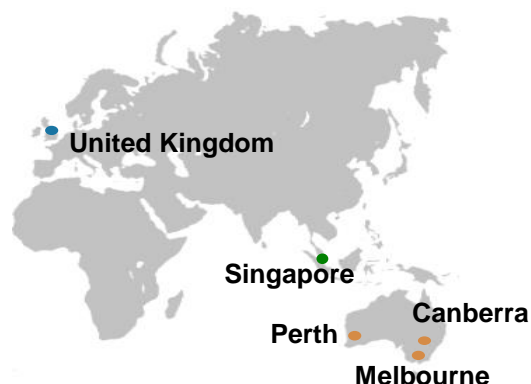 United Kingdom
Singapore
Canberra
Perth
Melbourne